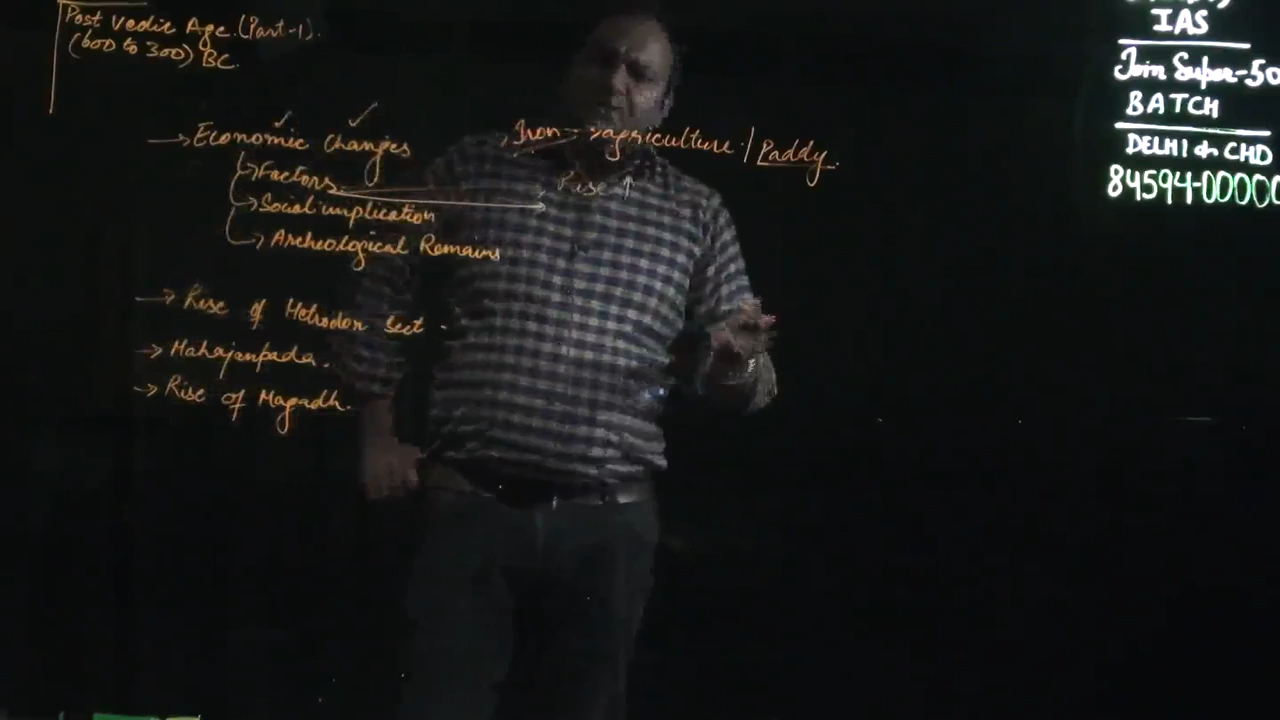 Post Vedic Age (Part-1).
(600 to 300) BC.
→ Economic Changes
→ Factors
→ Social implication
→ Archeological Remains
→ Rise of Hetrodox Sect.
→ Mahajanpada.
→ Rise of Magadh.
Iron → agriculture / Paddy.
Rise ↑
IAS
Join Super-50
BATCH
DELHI & CHD
84594-00000